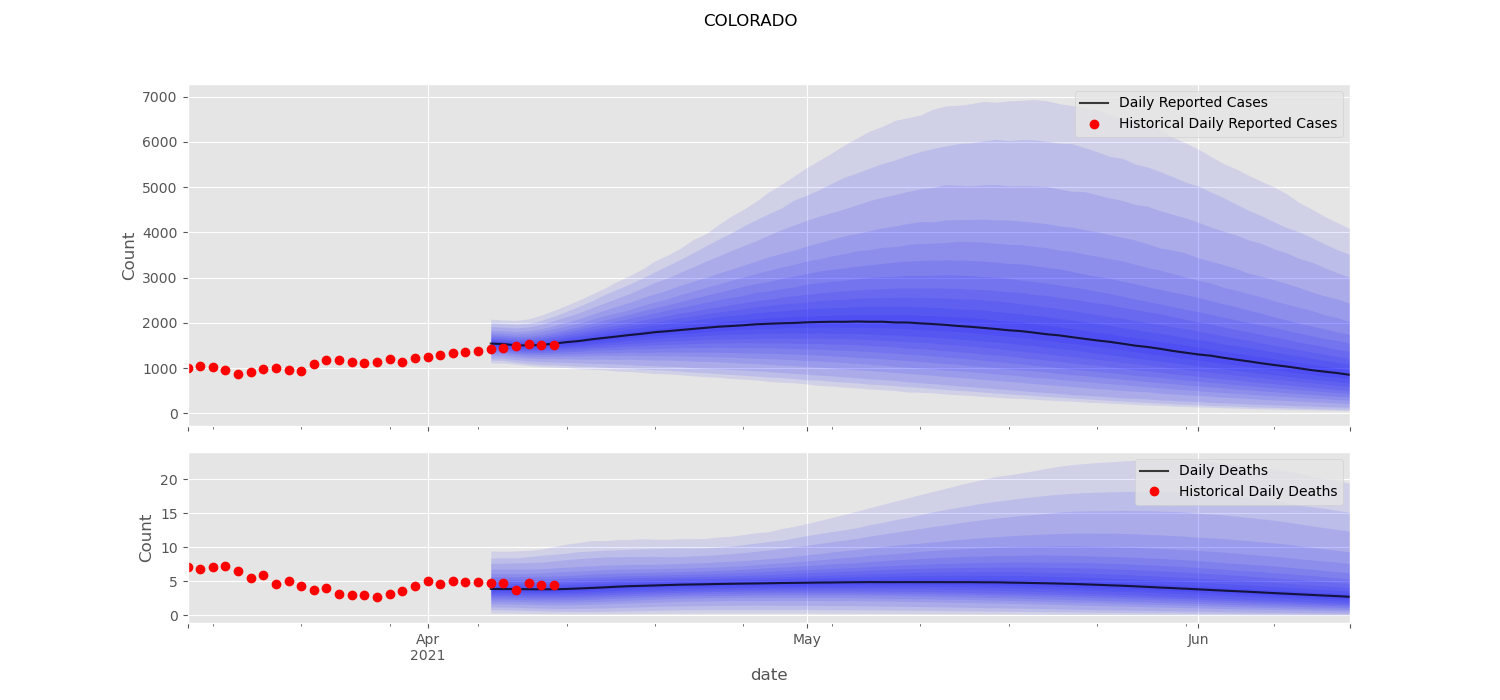 COLORADO
Daily Reported Cases
Historical Daily Reported Cases
7000
6000
5000
4000
3000
2000
1000
0
Count
Daily Deaths
Historical Daily Deaths
20
15
10
5
0
Count
Apr
2021
May
Jun
date